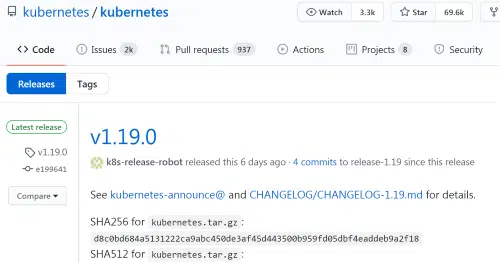 kubernetes / kubernetes
Watch 3.3k Star 69.6k
Code Issues 2k Pull requests 937 Actions Projects 8 Security
Releases Tags
Latest release
v1.19.0
e199641
Compare
v1.19.0
k8s-release-robot released this 6 days ago · 4 commits to release-1.19 since this release
See kubernetes-announce@ and CHANGELOG/CHANGELOG-1.19.md for details.
SHA256 for kubernetes.tar.gz :
d8c0bd684a5131222ca9abc450de3af45d443500b959fd05dbf4eaddeb9a2f18
SHA512 for kubernetes.tar.gz :